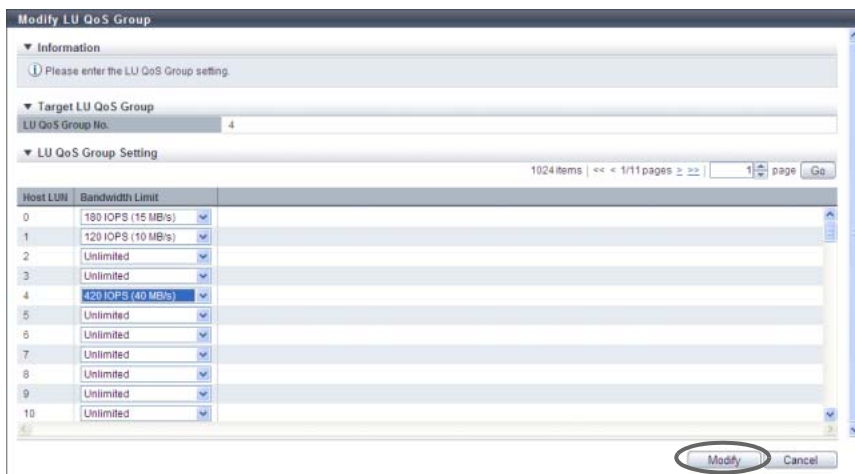 Modify LU QoS Group
Information
Please enter the LU QoS Group setting.
Target LU QoS Group
LU QoS Group No. 4
LU QoS Group Setting
1024 items | << < 1/11 pages > >> | 1 page Go
Host LUN Bandwidth Limit
0 180 IOPS (15 MB/s)
1 120 IOPS (10 MB/s)
2 Unlimited
3 Unlimited
4 420 IOPS (40 MB/s)
5 Unlimited
6 Unlimited
7 Unlimited
8 Unlimited
9 Unlimited
10 Unlimited
Modify Cancel